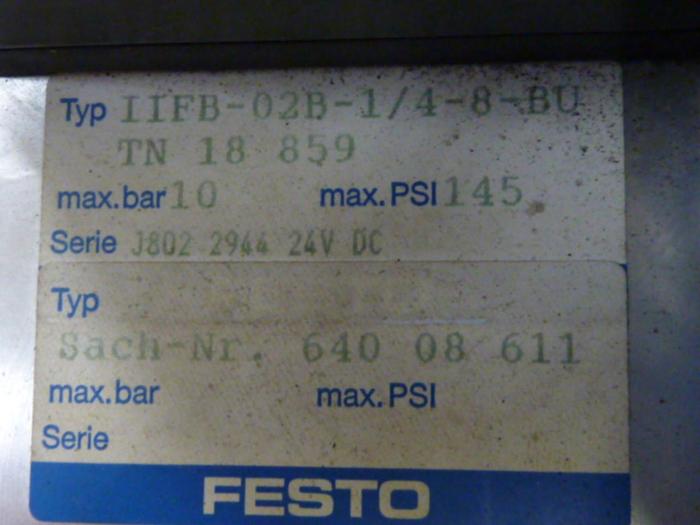 Typ IIFB-02B-1/4-8-BU
TN 18 859
max.bar 10 max.PSI 145
Serie J802 2944 24V DC
Typ
Sach-Nr. 640 08 611
max.bar max.PSI
Serie
FESTO